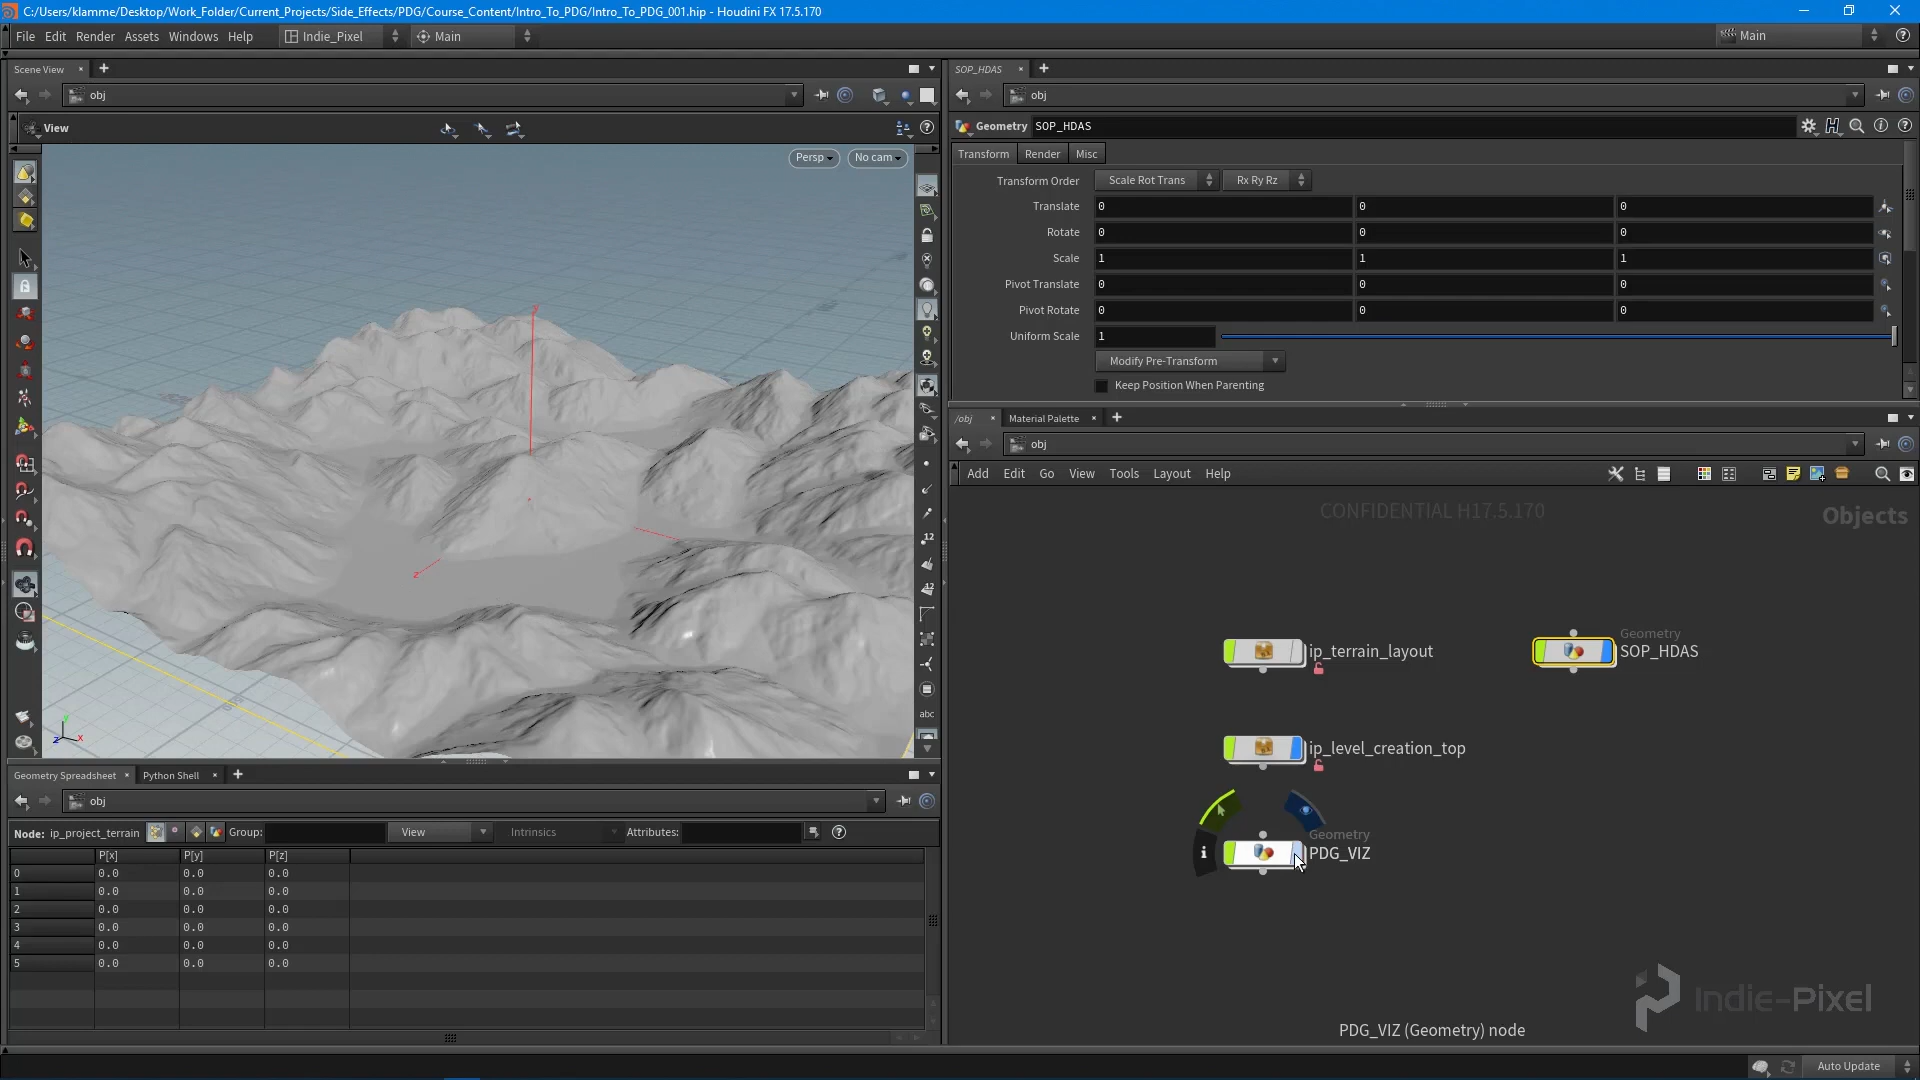 C:/Users/klamme/Desktop/Work_Folder/Current_Projects/Side_Effects/PDG/Course_Content/Intro_To_PDG/Intro_To_PDG_001.hip - Houdini FX 17.5.170
File Edit Render Assets Windows Help Indie_Pixel Main Main
Scene View
obj
View
Persp No cam
y
z
y
z x
12
12
abc
Geometry Spreadsheet Python Shell
obj
Node: ip_project_terrain Group: View Intrinsics Attributes:
P[x] P[y] P[z]
0 0.0 0.0 0.0
1 0.0 0.0 0.0
2 0.0 0.0 0.0
3 0.0 0.0 0.0
4 0.0 0.0 0.0
5 0.0 0.0 0.0
SOP_HDAS
obj
Geometry SOP_HDAS
Transform Render Misc
Transform Order Scale Rot Trans Rx Ry Rz
Translate 0 0 0
Rotate 0 0 0
Scale 1 1 1
Pivot Translate 0 0 0
Pivot Rotate 0 0 0
Uniform Scale 1
Modify Pre-Transform
Keep Position When Parenting
/obj Material Palette
obj
Add Edit Go View Tools Layout Help
CONFIDENTIAL H17.5.170
Objects
ip_terrain_layout
Geometry
SOP_HDAS
ip_level_creation_top
Geometry
PDG_VIZ
Indie-Pixel
PDG_VIZ (Geometry) node
Auto Update